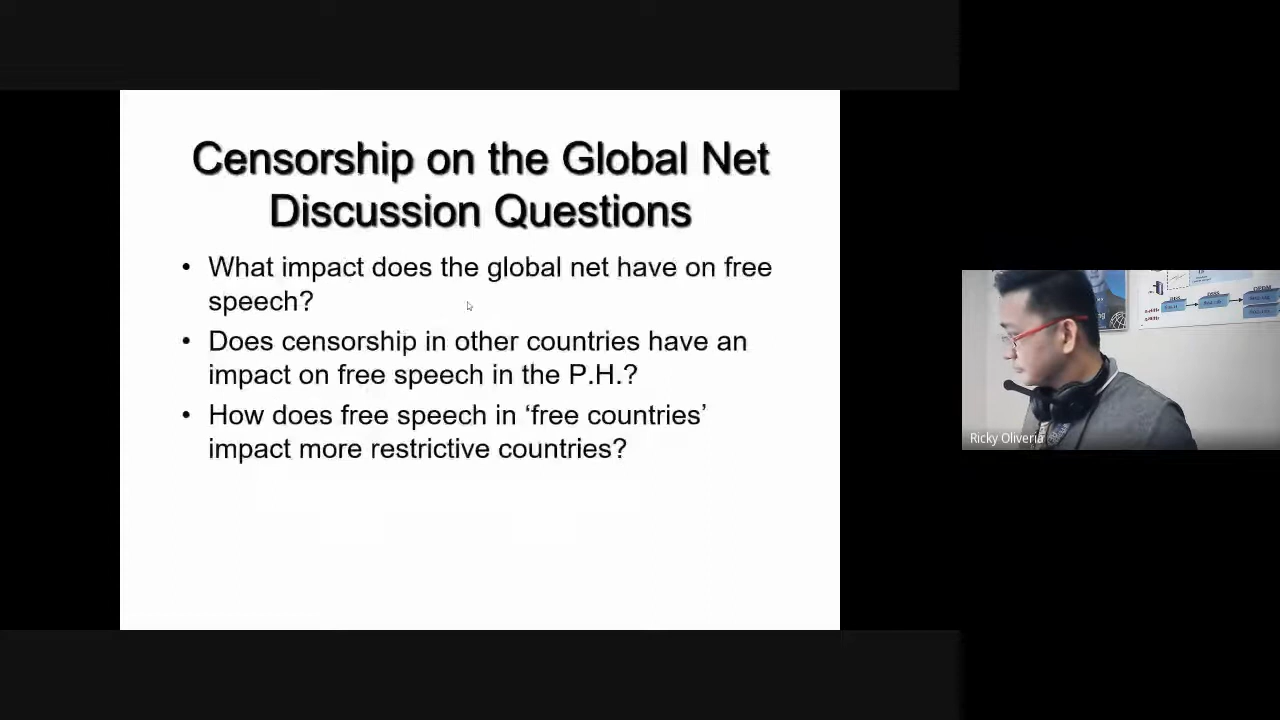 Censorship on the Global Net
Discussion Questions
• What impact does the global net have on free
speech?
• Does censorship in other countries have an
impact on free speech in the P.H.?
• How does free speech in ‘free countries’
impact more restrictive countries?
Ricky Oliveria